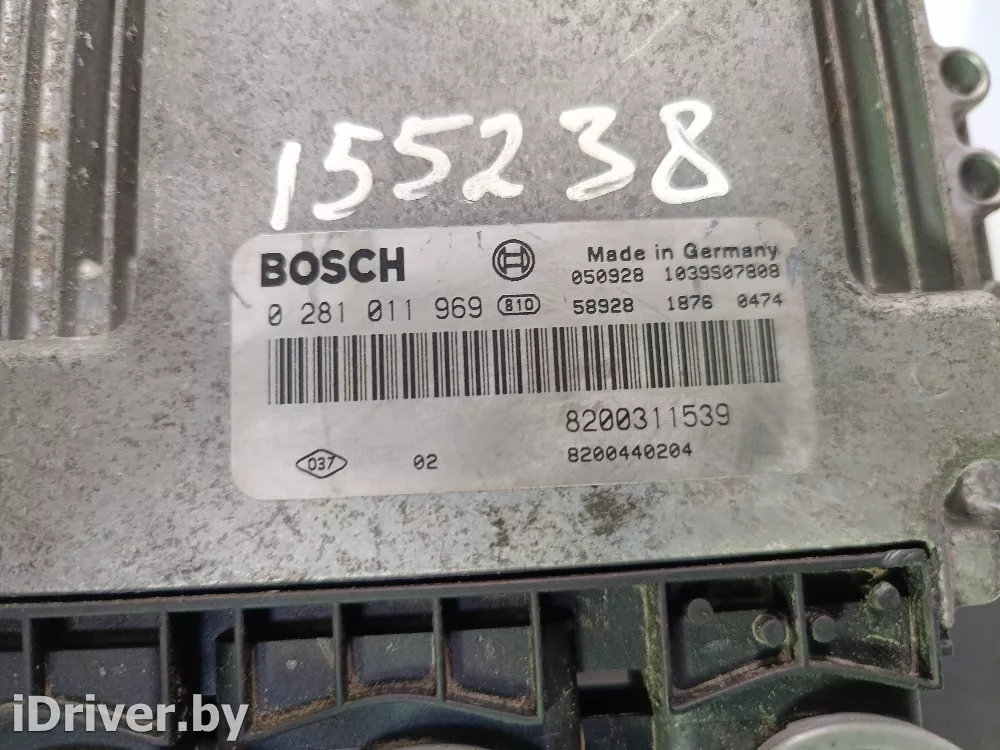 155238
BOSCH Made in Germany
050928 1039S07808
0 281 011 969 810 58928 1876 0474
8200311539
037 02 8200440204
iDriver.by